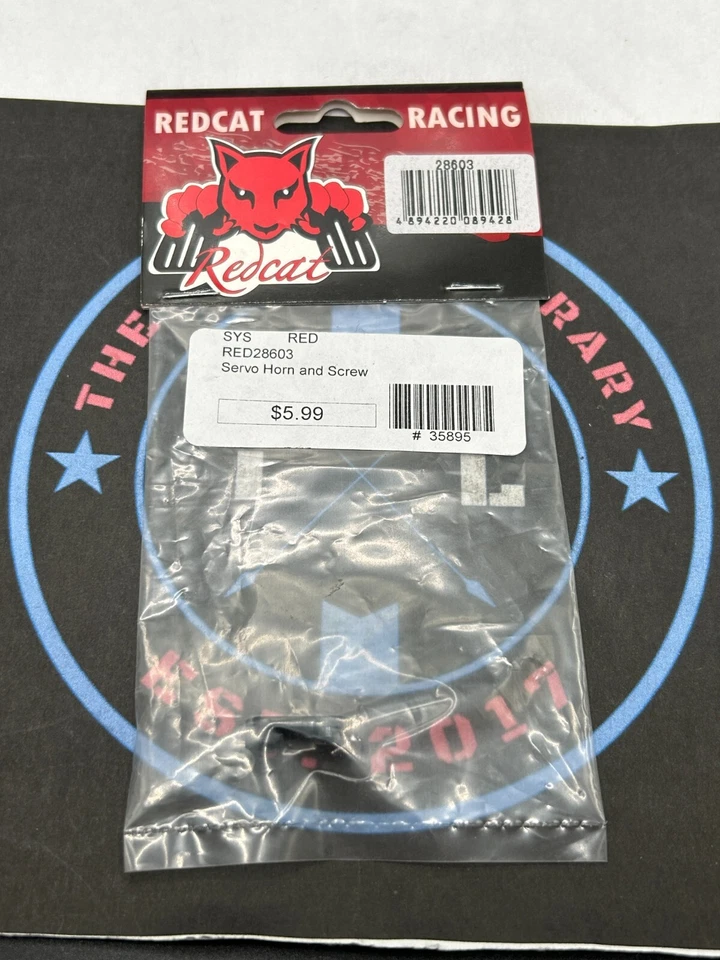 REDCAT RACING
28603
4 894220 089428
Redcat
SYS RED
RED28603
Servo Horn and Screw
$5.99
# 35895
THE
RARY
L
EST. 2017